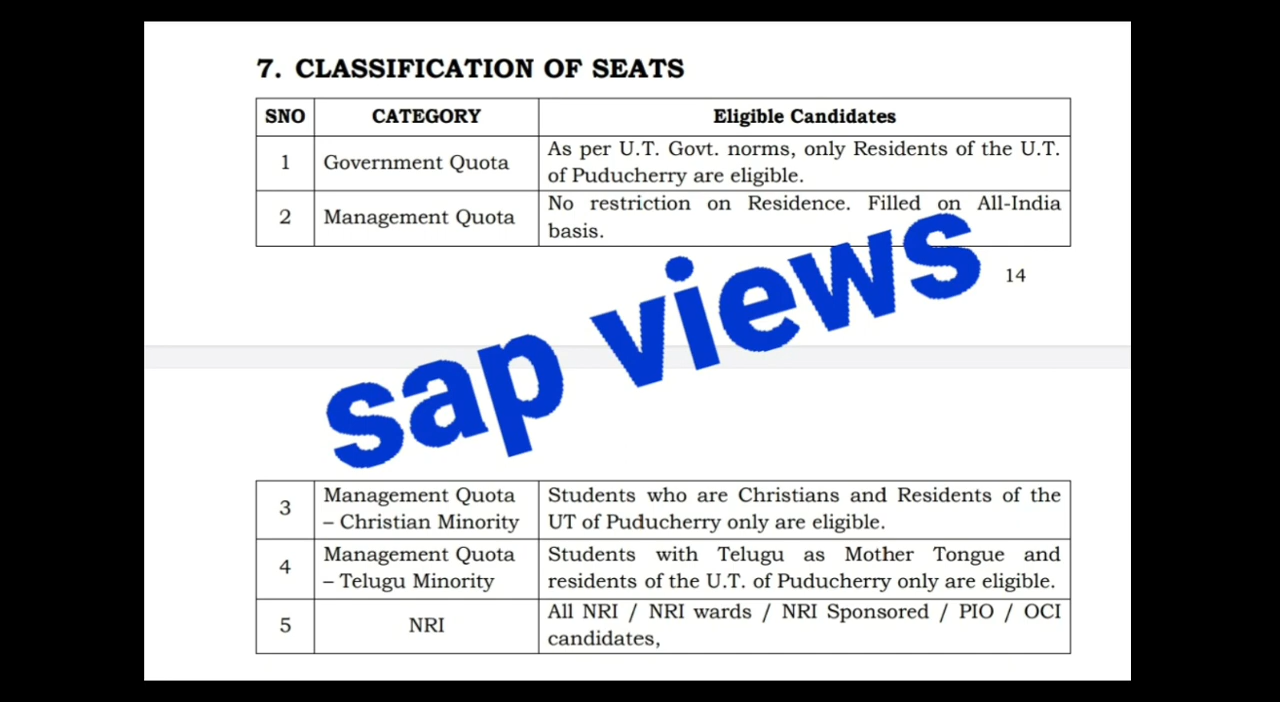 7. CLASSIFICATION OF SEATS
SNO CATEGORY Eligible Candidates
1 Government Quota As per U.T. Govt. norms, only Residents of the U.T.
of Puducherry are eligible.
2 Management Quota No restriction on Residence. Filled on All-India
basis.
14
sap views
3 Management Quota Students who are Christians and Residents of the
– Christian Minority UT of Puducherry only are eligible.
4 Management Quota Students with Telugu as Mother Tongue and
– Telugu Minority residents of the U.T. of Puducherry only are eligible.
5 NRI All NRI / NRI wards / NRI Sponsored / PIO / OCI
candidates,